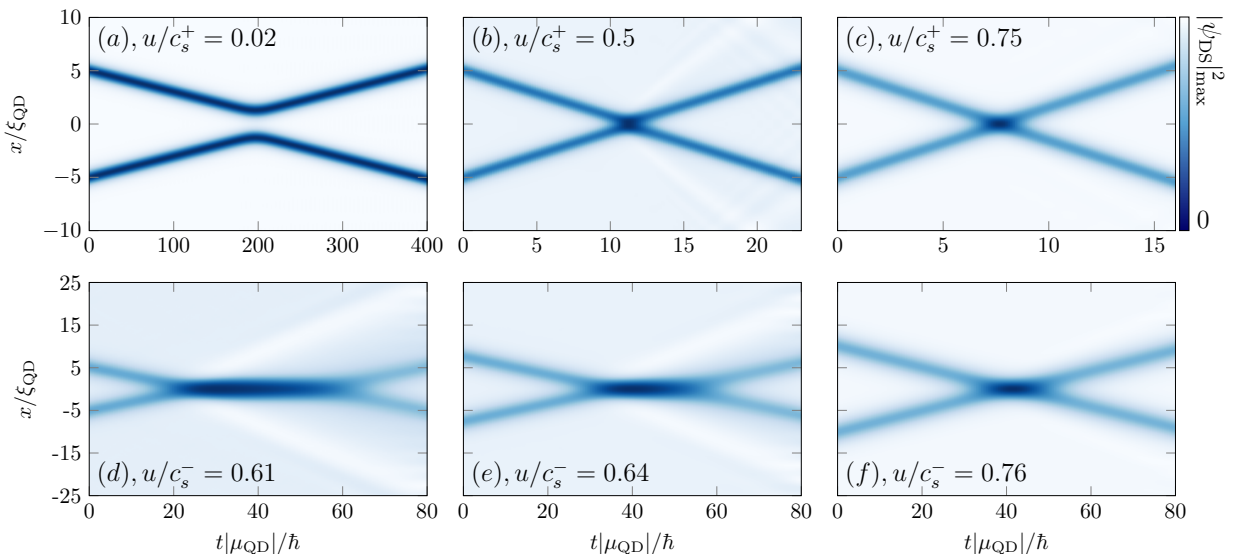 (a), u/c_s^+ = 0.02
(b), u/c_s^+ = 0.5
(c), u/c_s^+ = 0.75
10
5
0
−5
−10
x/ξ_QD
0 100 200 300 400
0 5 10 15 20
0 5 10 15
|ψ_DS|^2_max
0
25
15
5
-5
-15
-25
x/ξ_QD
(d), u/c_s^- = 0.61
(e), u/c_s^- = 0.64
(f), u/c_s^- = 0.76
0 20 40 60 80
0 20 40 60 80
0 20 40 60 80
t|μ_QD|/ħ
t|μ_QD|/ħ
t|μ_QD|/ħ